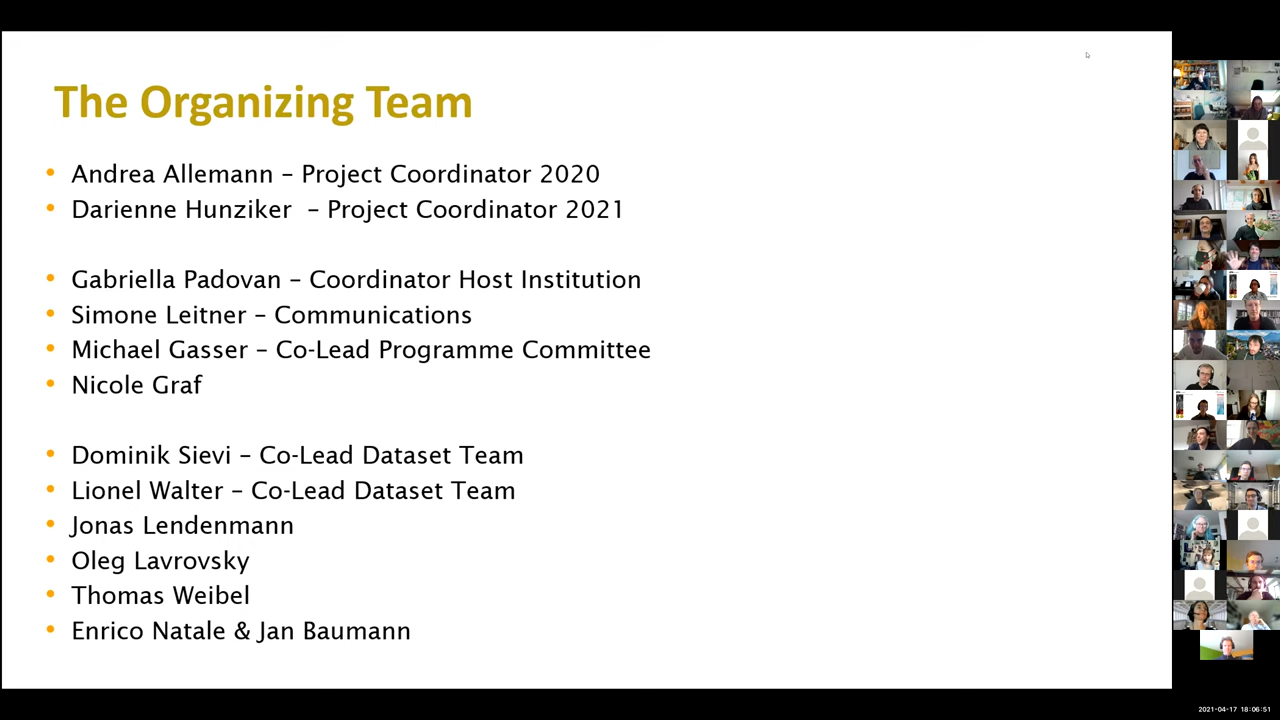 The Organizing Team
• Andrea Allemann – Project Coordinator 2020
• Darienne Hunziker – Project Coordinator 2021
• Gabriella Padovan – Coordinator Host Institution
• Simone Leitner – Communications
• Michael Gasser – Co-Lead Programme Committee
• Nicole Graf
• Dominik Sievi – Co-Lead Dataset Team
• Lionel Walter – Co-Lead Dataset Team
• Jonas Lendenmann
• Oleg Lavrovsky
• Thomas Weibel
• Enrico Natale & Jan Baumann
2021-04-17 18:06:51